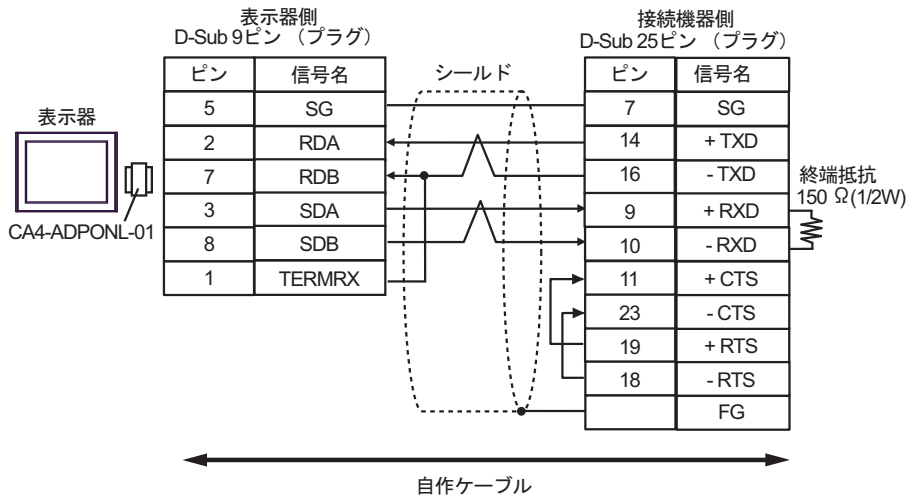 表示器側
D-Sub 9ピン (プラグ)
接続機器側
D-Sub 25ピン (プラグ)
表示器
CA4-ADPONL-01
ピン 信号名
5 SG
2 RDA
7 RDB
3 SDA
8 SDB
1 TERMRX
シールド
ピン 信号名
7 SG
14 + TXD
16 - TXD
9 + RXD
10 - RXD
11 + CTS
23 - CTS
19 + RTS
18 - RTS
FG
終端抵抗
150 Ω(1/2W)
自作ケーブル